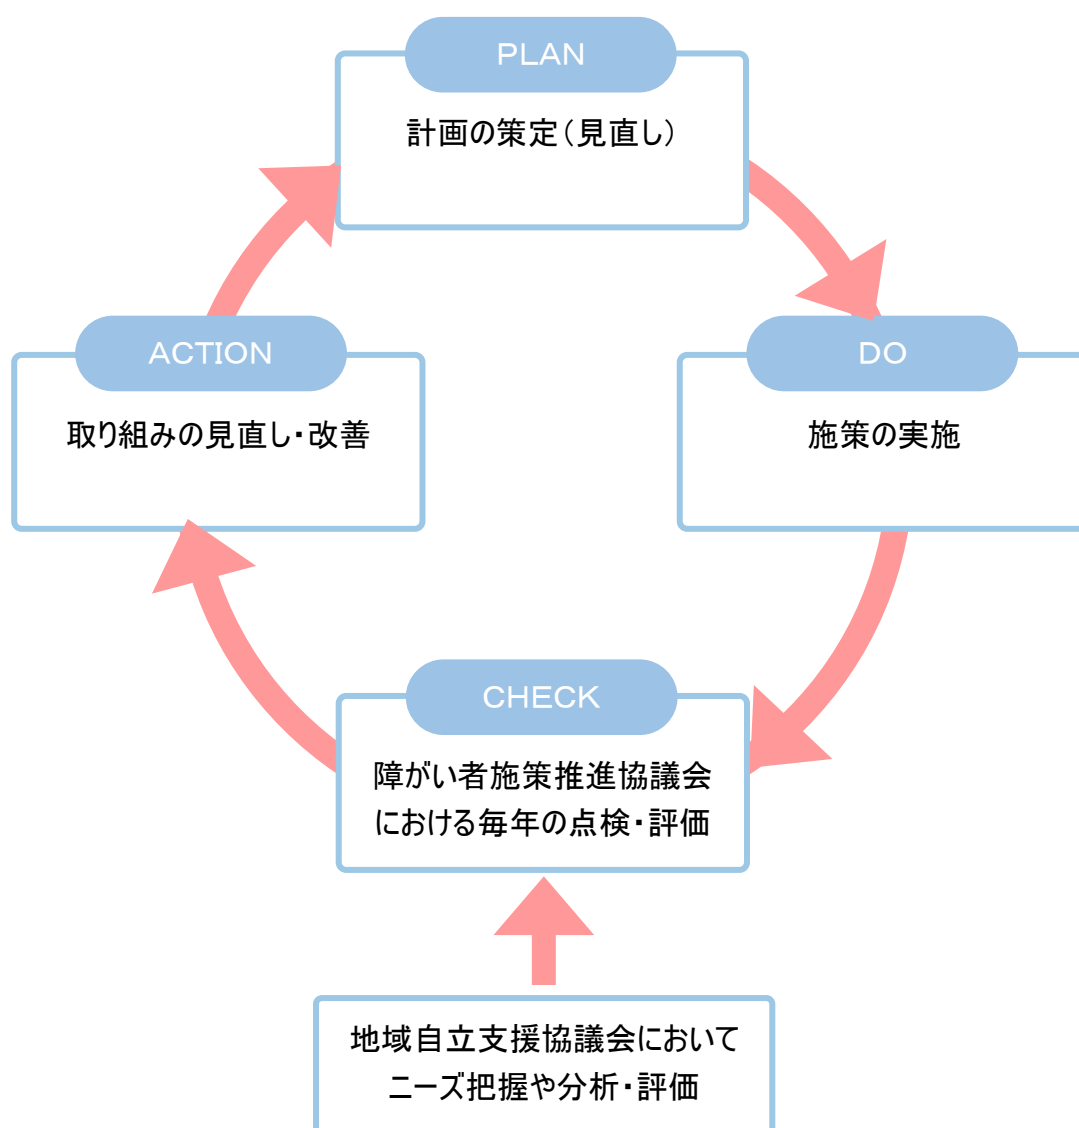 PLAN
計画の策定（見直し）
ACTION
取り組みの見直し・改善
DO
施策の実施
CHECK
障がい者施策推進協議会
における毎年の点検・評価
地域自立支援協議会において
ニーズ把握や分析・評価